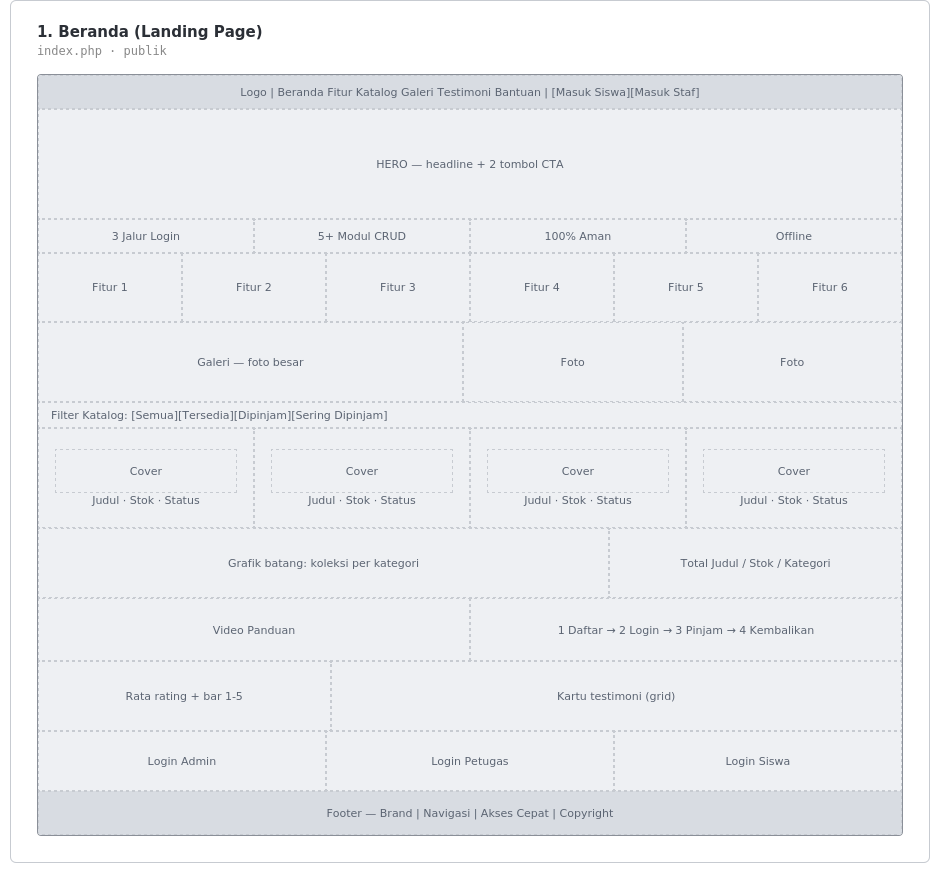 1. Beranda (Landing Page)
index.php · publik
Logo | Beranda Fitur Katalog Galeri Testimoni Bantuan | [Masuk Siswa][Masuk Staf]
HERO — headline + 2 tombol CTA
3 Jalur Login
5+ Modul CRUD
100% Aman
Offline
Fitur 1
Fitur 2
Fitur 3
Fitur 4
Fitur 5
Fitur 6
Galeri — foto besar
Foto
Foto
Filter Katalog: [Semua][Tersedia][Dipinjam][Sering Dipinjam]
Cover
Judul · Stok · Status
Cover
Judul · Stok · Status
Cover
Judul · Stok · Status
Cover
Judul · Stok · Status
Grafik batang: koleksi per kategori
Total Judul / Stok / Kategori
Video Panduan
1 Daftar → 2 Login → 3 Pinjam → 4 Kembalikan
Rata rating + bar 1-5
Kartu testimoni (grid)
Login Admin
Login Petugas
Login Siswa
Footer — Brand | Navigasi | Akses Cepat | Copyright